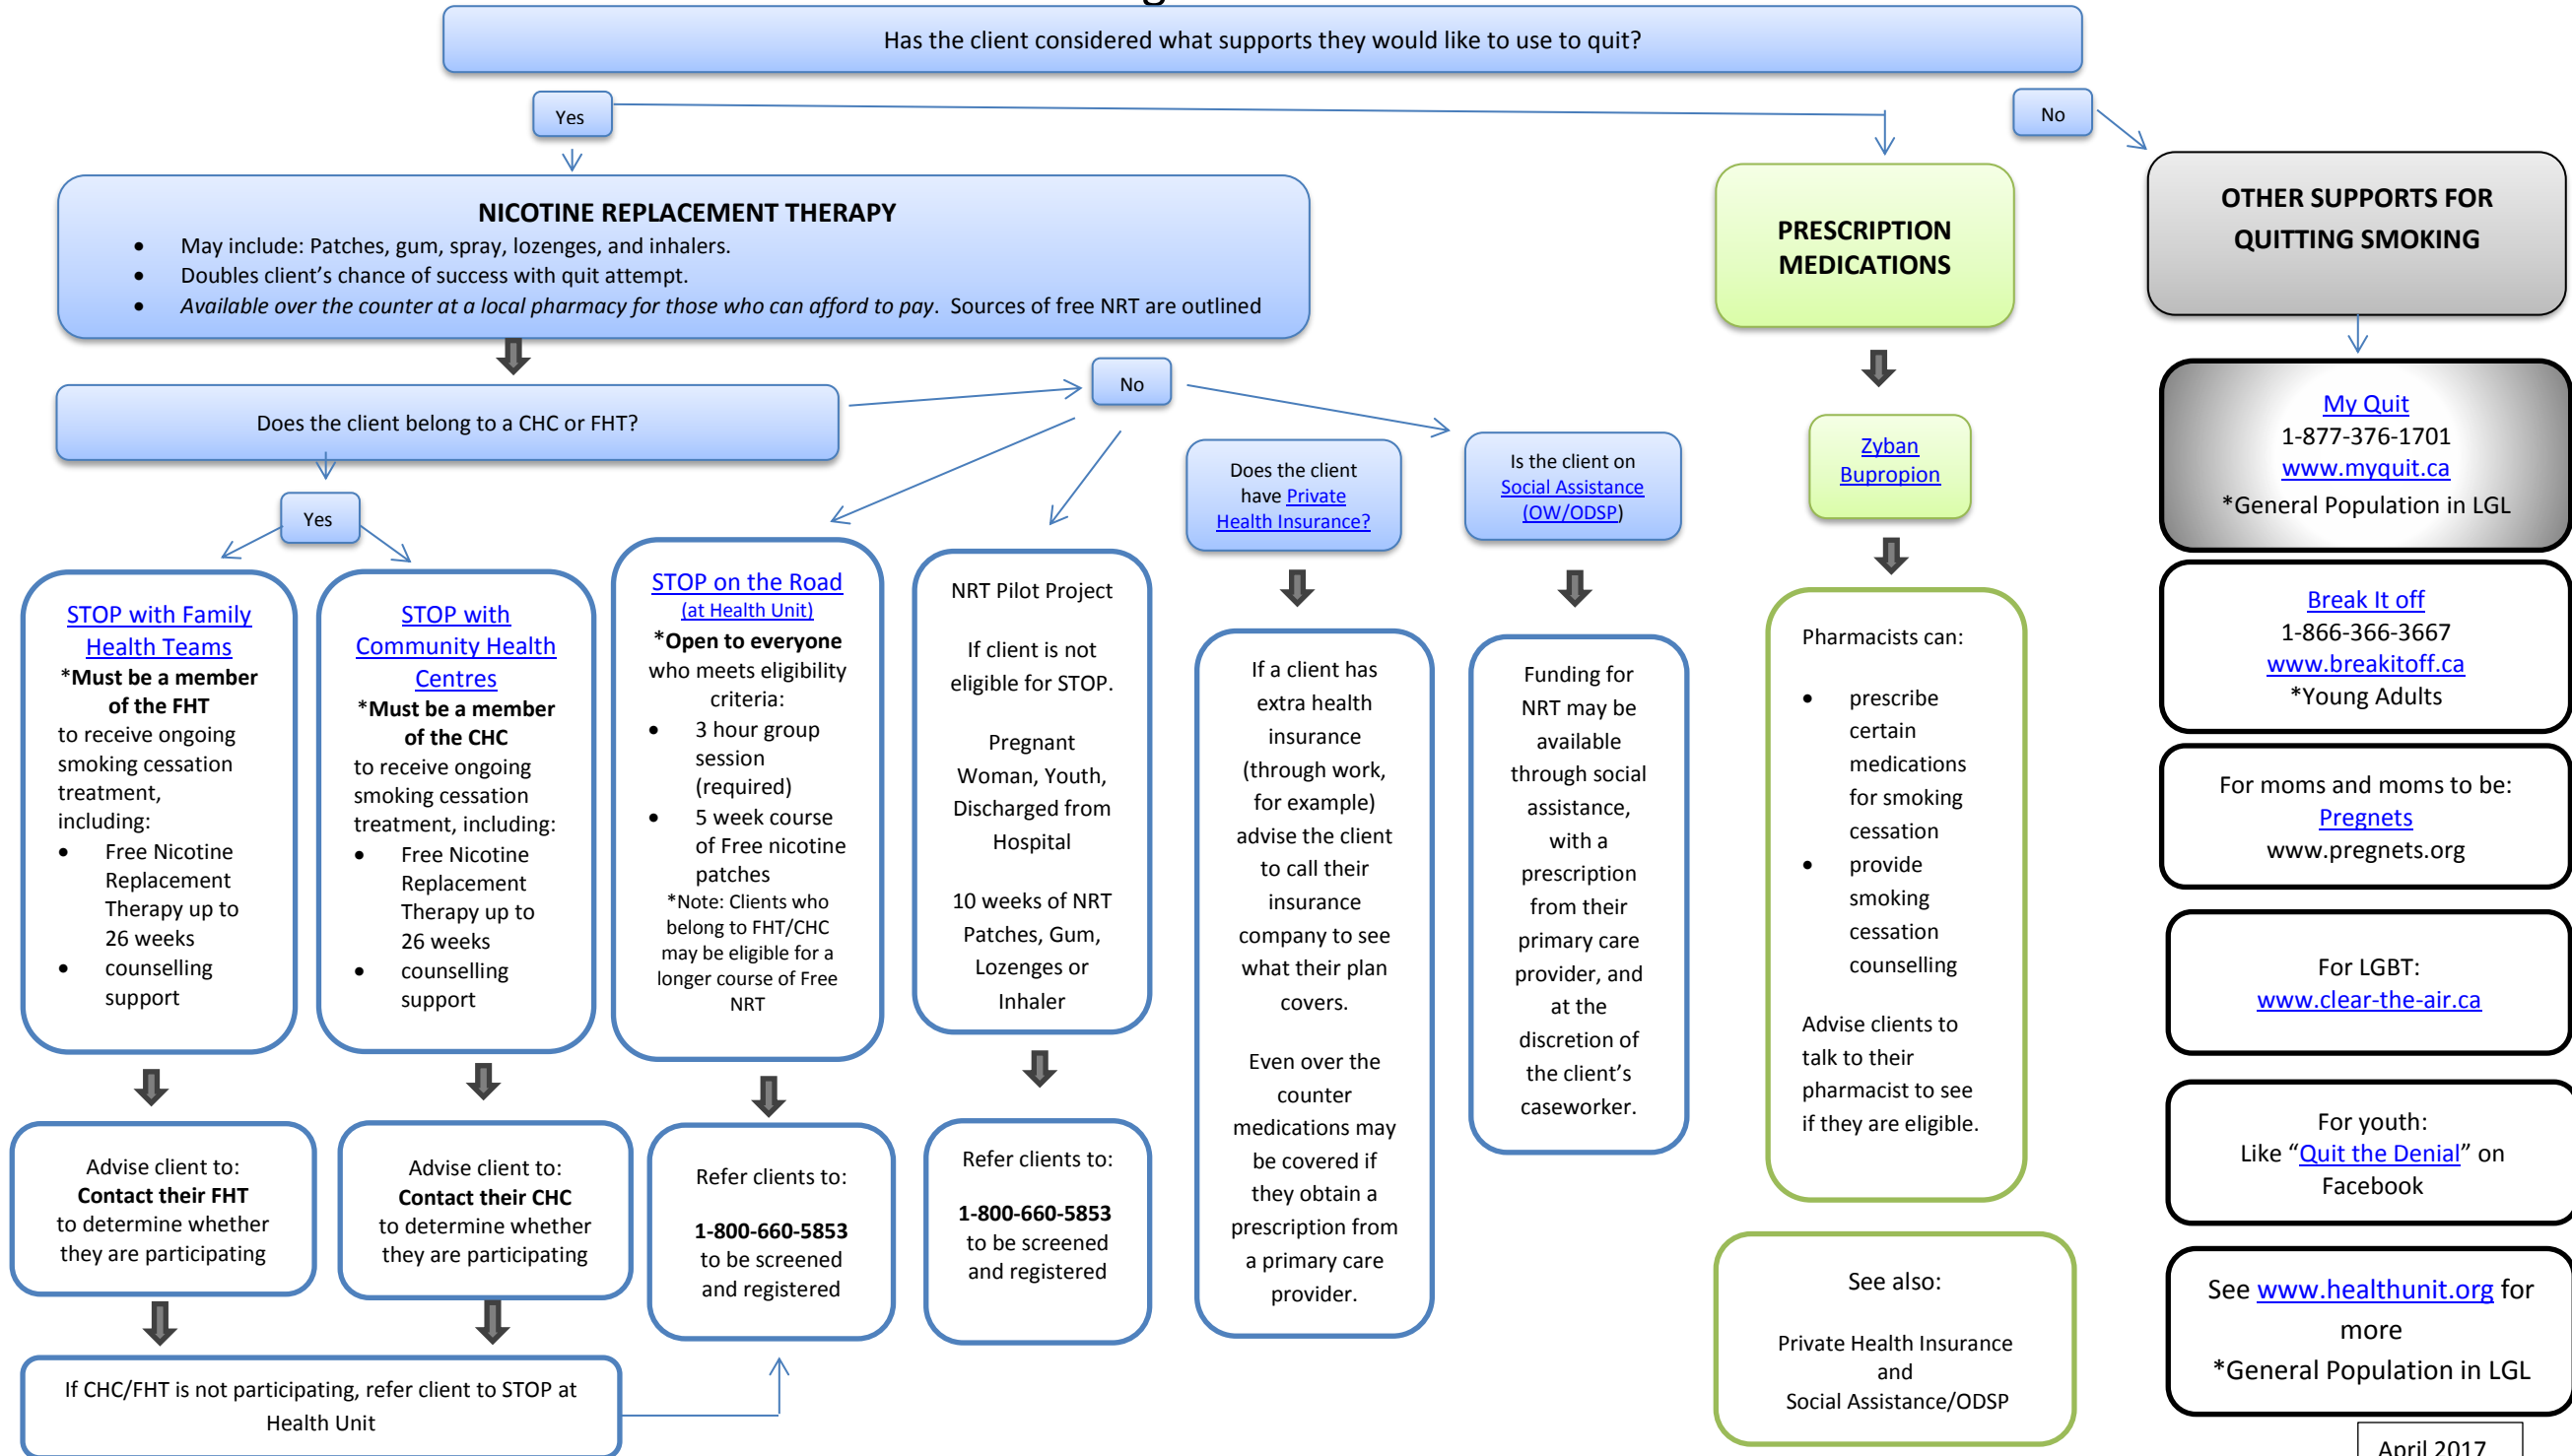 Has the client considered what supports they would like to use to quit?
Yes
No
NICOTINE REPLACEMENT THERAPY
• May include: Patches, gum, spray, lozenges, and inhalers.
• Doubles client's chance of success with quit attempt.
• Available over the counter at a local pharmacy for those who can afford to pay. Sources of free NRT are outlined
PRESCRIPTION
MEDICATIONS
OTHER SUPPORTS FOR
QUITTING SMOKING
Does the client belong to a CHC or FHT?
No
Yes
Does the client
have Private
Health Insurance?
Is the client on
Social Assistance
(OW/ODSP)
Zyban
Bupropion
My Quit
1-877-376-1701
www.myquit.ca
*General Population in LGL
STOP with Family
Health Teams
*Must be a member
of the FHT
to receive ongoing
smoking cessation
treatment,
including:
• Free Nicotine
Replacement
Therapy up to
26 weeks
• counselling
support
STOP with
Community Health
Centres
*Must be a member
of the CHC
to receive ongoing
smoking cessation
treatment, including:
• Free Nicotine
Replacement
Therapy up to
26 weeks
• counselling
support
STOP on the Road
(at Health Unit)
*Open to everyone
who meets eligibility
criteria:
• 3 hour group
session
(required)
• 5 week course
of Free nicotine
patches
*Note: Clients who
belong to FHT/CHC
may be eligible for a
longer course of Free
NRT
NRT Pilot Project
If client is not
eligible for STOP.
Pregnant
Woman, Youth,
Discharged from
Hospital
10 weeks of NRT
Patches, Gum,
Lozenges or
Inhaler
If a client has
extra health
insurance
(through work,
for example)
advise the client
to call their
insurance
company to see
what their plan
covers.
Even over the
counter
medications may
be covered if
they obtain a
prescription from
a primary care
provider.
Funding for
NRT may be
available
through social
assistance,
with a
prescription
from their
primary care
provider, and
at the
discretion of
the client's
caseworker.
Pharmacists can:
• prescribe
certain
medications
for smoking
cessation
• provide
smoking
cessation
counselling
Advise clients to
talk to their
pharmacist to see
if they are eligible.
Break It off
1-866-366-3667
www.breakitoff.ca
*Young Adults
For moms and moms to be:
Pregnets
www.pregnets.org
For LGBT:
www.clear-the-air.ca
For youth:
Like “Quit the Denial” on
Facebook
Advise client to:
Contact their FHT
to determine whether
they are participating
Advise client to:
Contact their CHC
to determine whether
they are participating
Refer clients to:
1-800-660-5853
to be screened
and registered
Refer clients to:
1-800-660-5853
to be screened
and registered
See also:
Private Health Insurance
and
Social Assistance/ODSP
See www.healthunit.org for
more
*General Population in LGL
If CHC/FHT is not participating, refer client to STOP at
Health Unit
April 2017